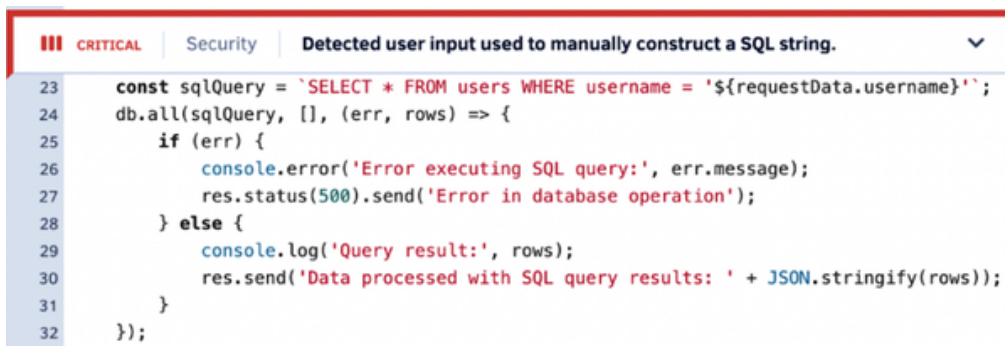 CRITICAL Security Detected user input used to manually construct a SQL string.
23 const sqlQuery = `SELECT * FROM users WHERE username = '${requestData.username}'`;
24 db.all(sqlQuery, [], (err, rows) => {
25 if (err) {
26 console.error('Error executing SQL query:', err.message);
27 res.status(500).send('Error in database operation');
28 } else {
29 console.log('Query result:', rows);
30 res.send('Data processed with SQL query results: ' + JSON.stringify(rows));
31 }
32 });